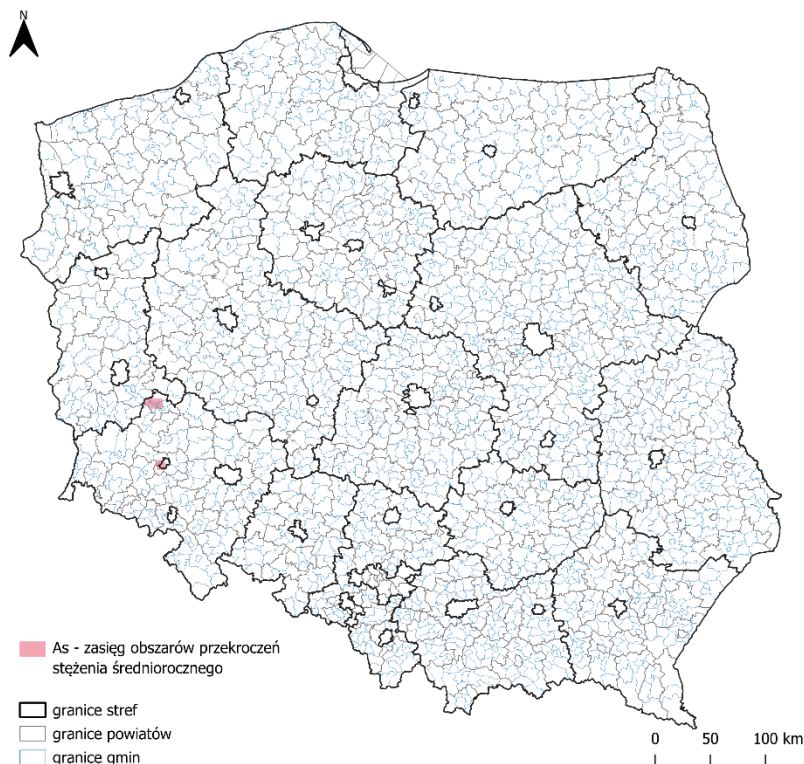 N
As - zasięg obszarów przekroczeń
stężenia średniorocznego
granice stref
granice powiatów
granice gmin
0 50 100 km